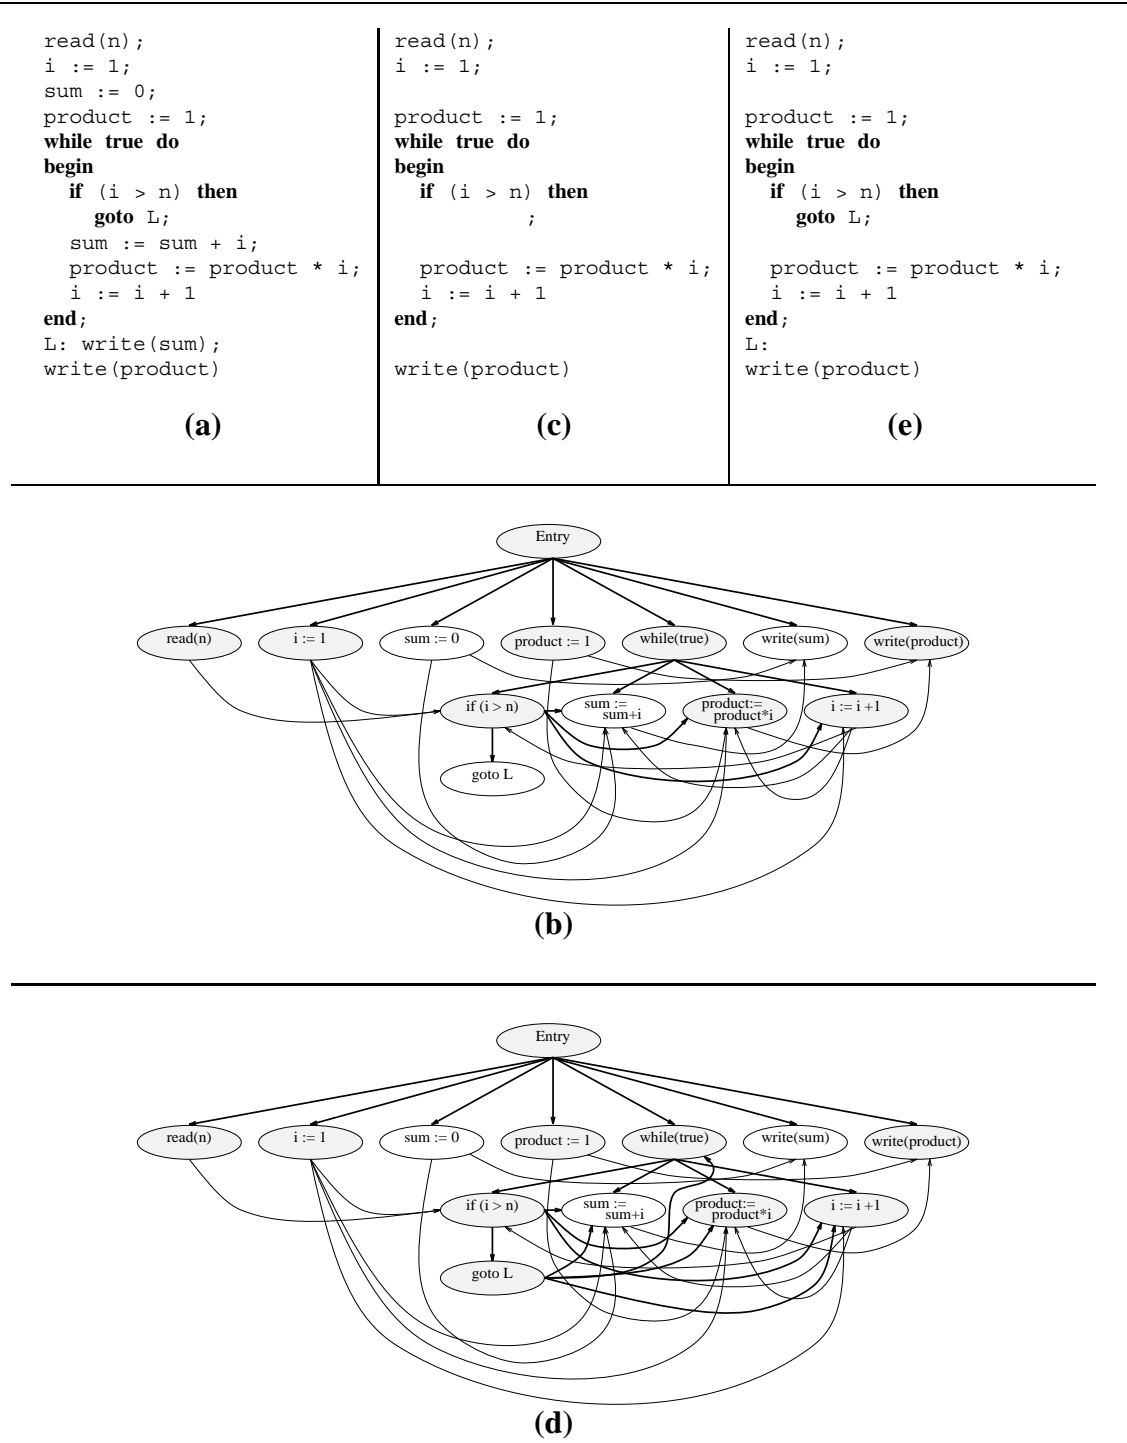 read(n);
i := 1;
sum := 0;
product := 1;
while true do
begin
if (i > n) then
goto L;
sum := sum + i;
product := product * i;
i := i + 1
end;
L: write(sum);
write(product)
(a)
read(n);
i := 1;
product := 1;
while true do
begin
if (i > n) then
;
product := product * i;
i := i + 1
end;
write(product)
(c)
read(n);
i := 1;
product := 1;
while true do
begin
if (i > n) then
goto L;
product := product * i;
i := i + 1
end;
L:
write(product)
(e)
Entry
read(n)
i := 1
sum := 0
product := 1
while(true)
write(sum)
write(product)
if (i > n)
sum :=
sum+i
product:=
product*i
i := i +1
goto L
(b)
Entry
read(n)
i := 1
sum := 0
product := 1
while(true)
write(sum)
write(product)
if (i > n)
sum :=
sum+i
product:=
product*i
i := i +1
goto L
(d)